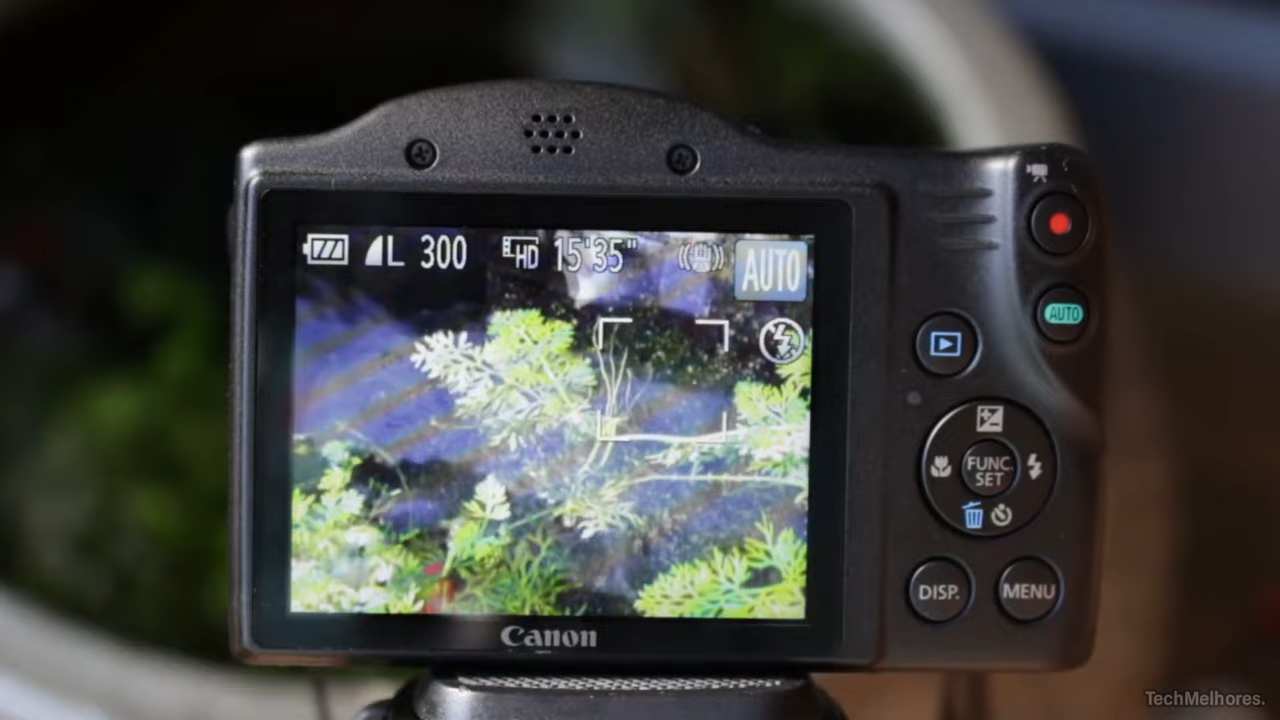 L 300 HD 15'35" AUTO
AUTO
FUNC.
SET
DISP. MENU
Canon
TechMelhores.